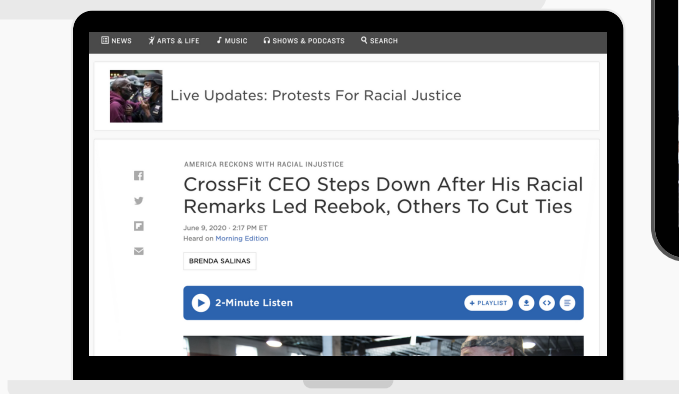 NEWS ARTS & LIFE MUSIC SHOWS & PODCASTS SEARCH
Live Updates: Protests For Racial Justice
AMERICA RECKONS WITH RACIAL INJUSTICE
CrossFit CEO Steps Down After His Racial
Remarks Led Reebok, Others To Cut Ties
June 9, 2020 · 2:17 PM ET
Heard on Morning Edition
BRENDA SALINAS
2-Minute Listen + PLAYLIST